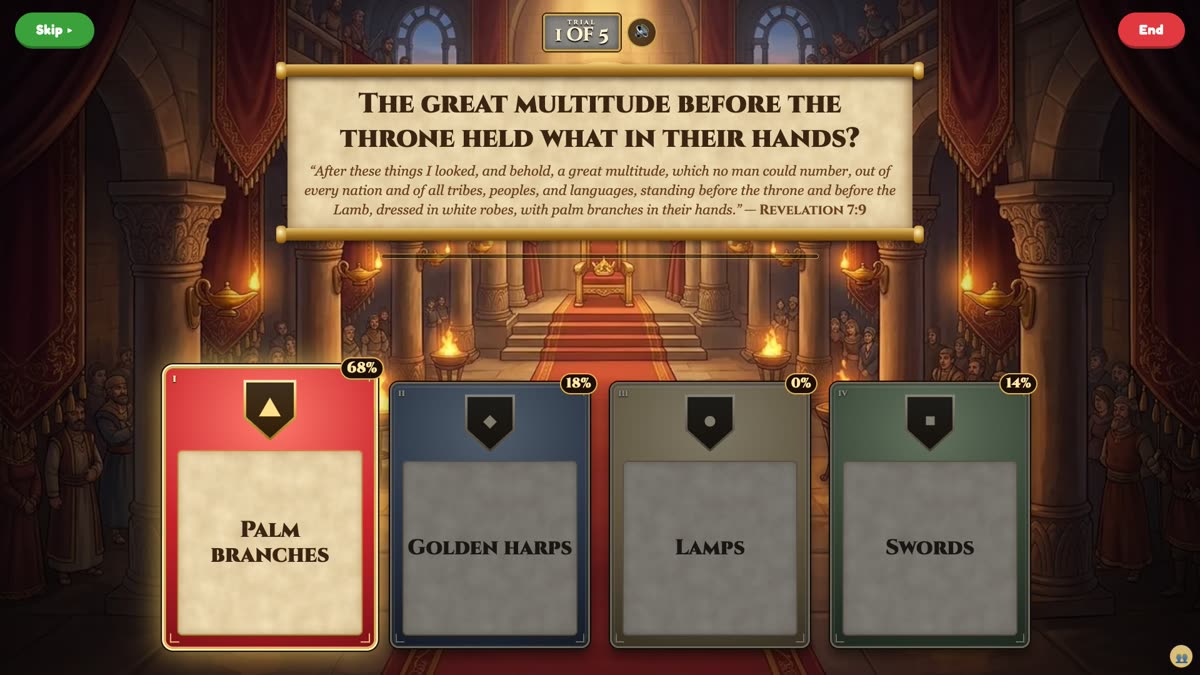 Skip ▸
TRIAL
1 OF 5
End
THE GREAT MULTITUDE BEFORE THE
THRONE HELD WHAT IN THEIR HANDS?
“After these things I looked, and behold, a great multitude, which no man could number, out of
every nation and of all tribes, peoples, and languages, standing before the throne and before the
Lamb, dressed in white robes, with palm branches in their hands.” — REVELATION 7:9
I
68%
PALM
BRANCHES
II
18%
GOLDEN HARPS
III
0%
LAMPS
IV
14%
SWORDS